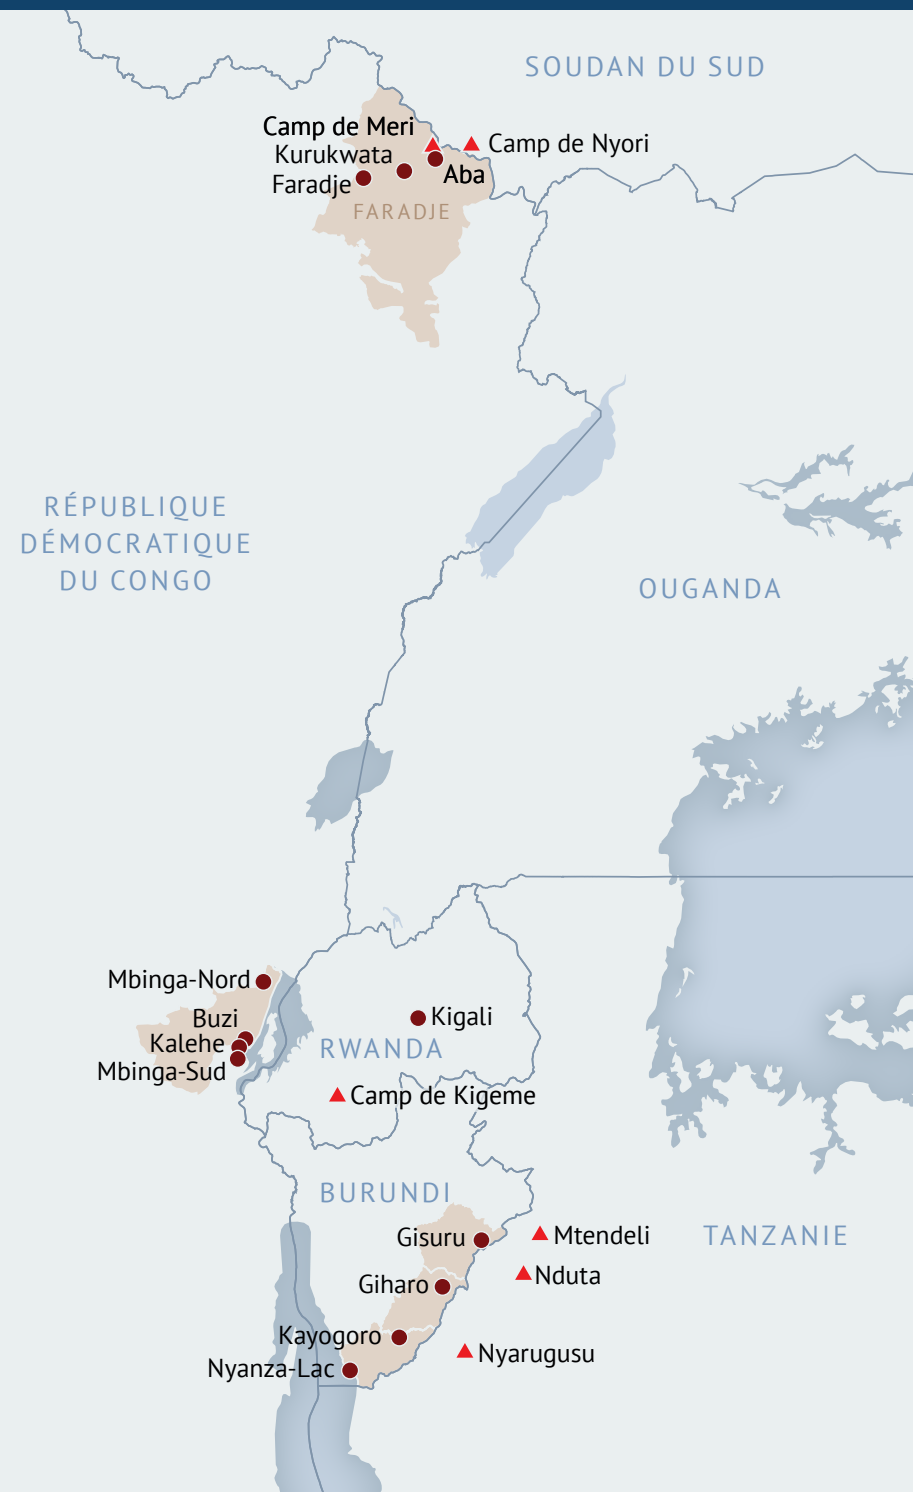 SOUDAN DU SUD
Camp de Meri
Camp de Nyori
Kurukwata
Aba
Faradje
FARADJE
RÉPUBLIQUE
DÉMOCRATIQUE
DU CONGO
OUGANDA
Mbinga-Nord
Buzi
Kigali
Kalehe
RWANDA
Mbinga-Sud
Camp de Kigeme
BURUNDI
Gisuru
Mtendeli
TANZANIE
Nduta
Giharo
Kayogoro
Nyarugusu
Nyanza-Lac